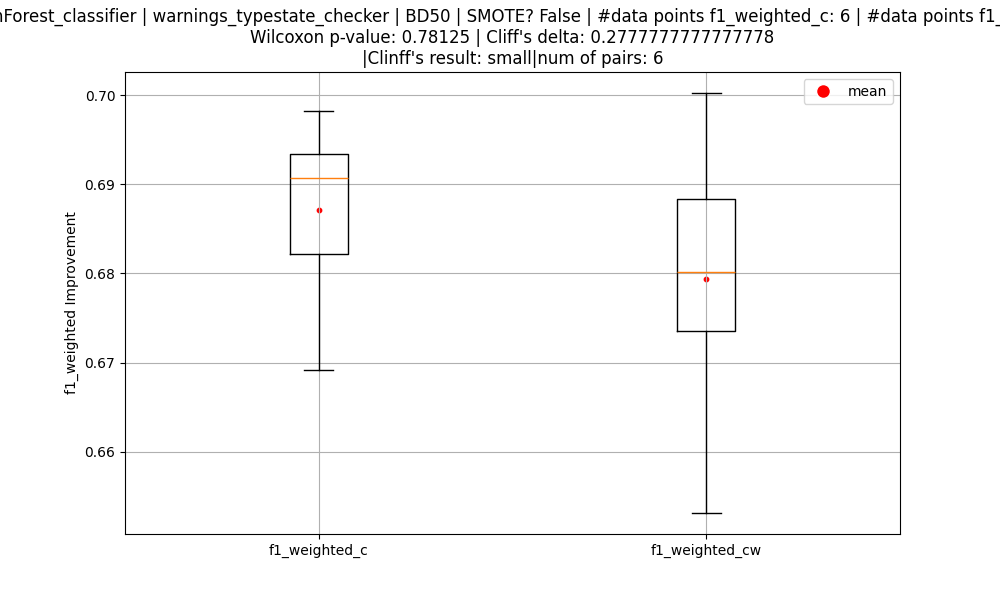 Forest_classifier | warnings_typestate_checker | BD50 | SMOTE? False | #data points f1_weighted_c: 6 | #data points f1_
Wilcoxon p-value: 0.78125 | Cliff's delta: 0.2777777777777778
|Clinff's result: small|num of pairs: 6
mean
0.70
0.69
0.68
0.67
0.66
f1_weighted Improvement
f1_weighted_c
f1_weighted_cw